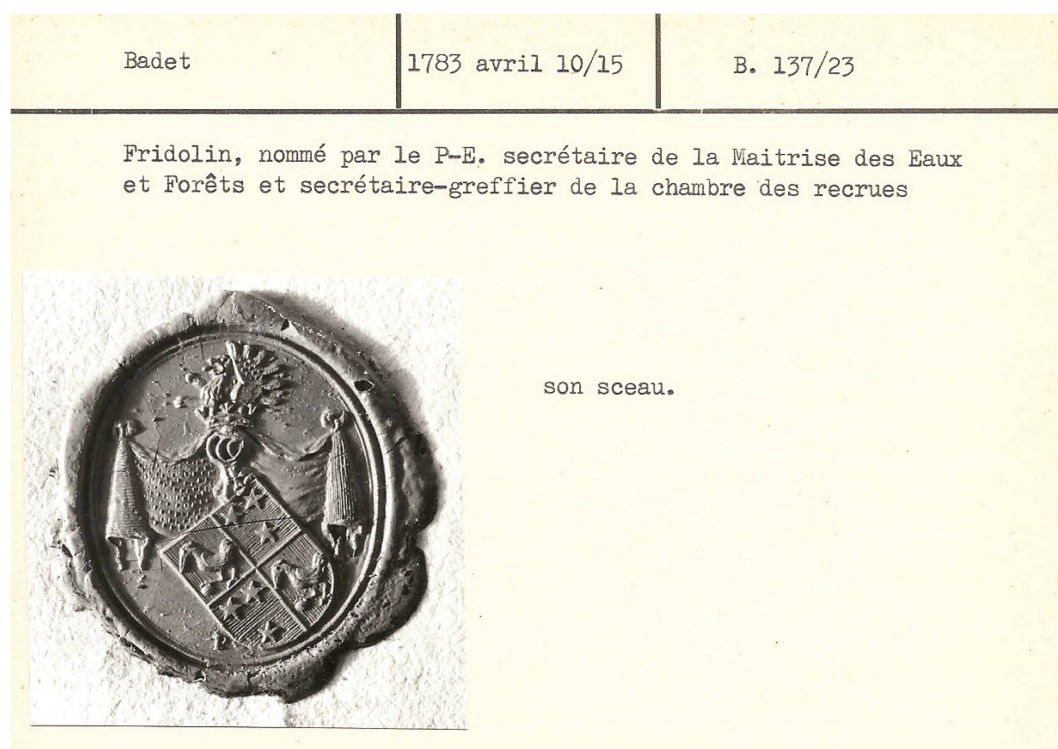 Badet
1783 avril 10/15
B. 137/23
Fridolin, nommé par le P-E. secrétaire de la Maitrise des Eaux
et Forêts et secrétaire-greffier de la chambre des recrues
son sceau.